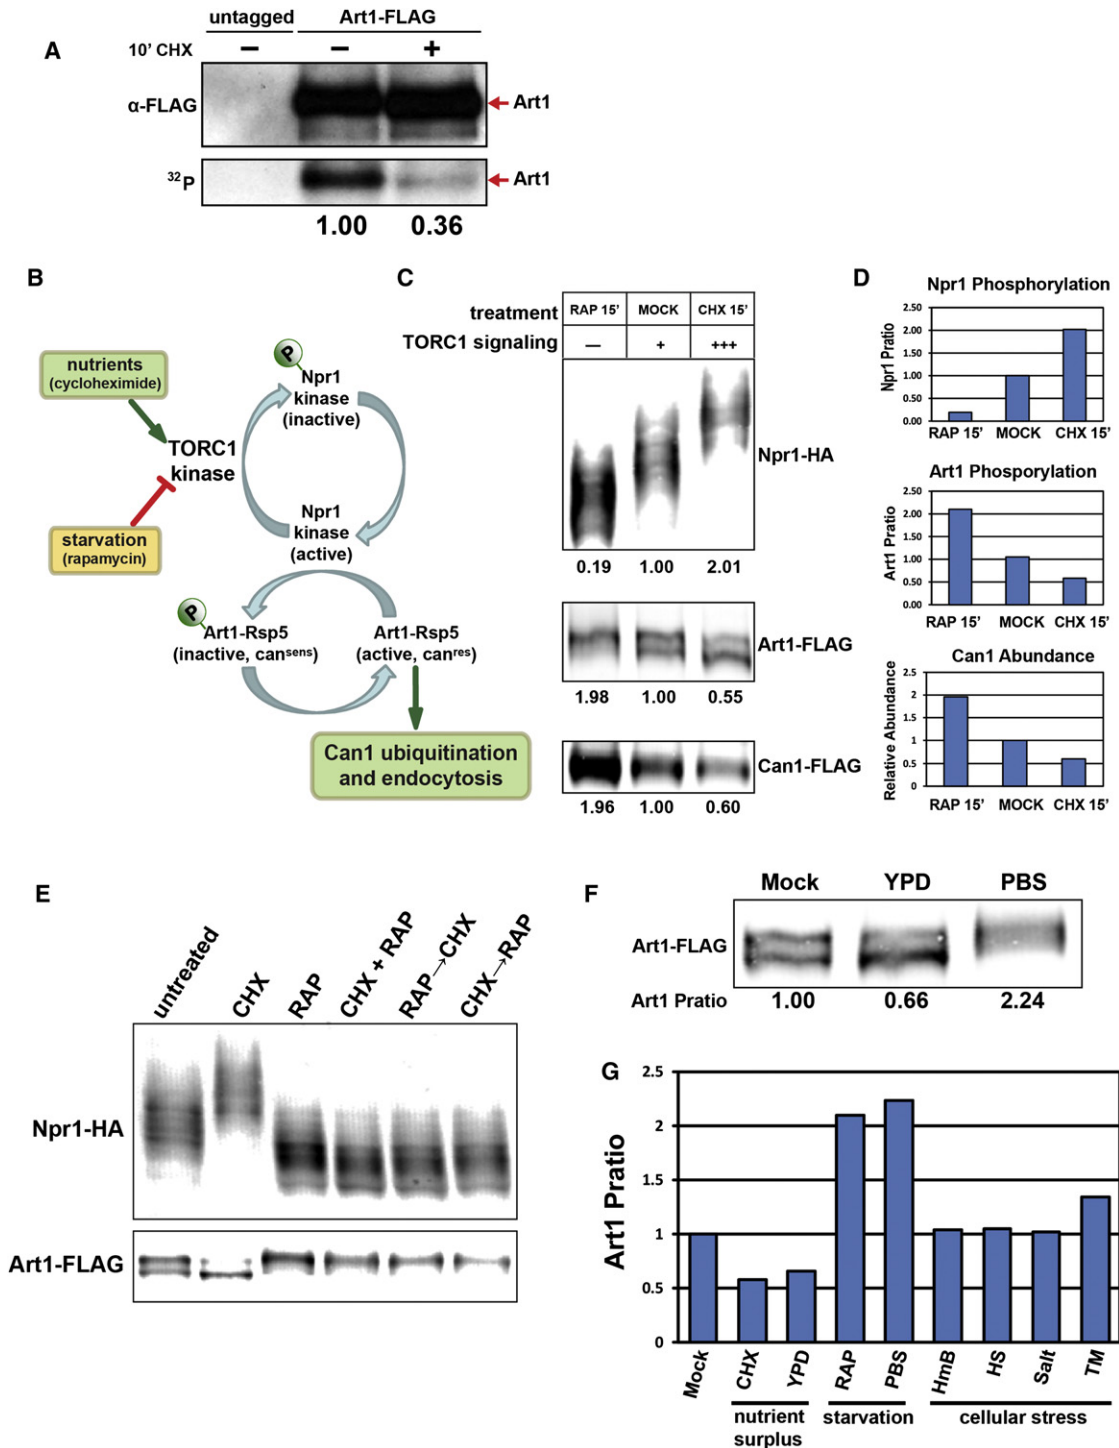 A
untagged Art1-FLAG
10' CHX − − +
α-FLAG
Art1
32P
Art1
1.00 0.36
B
nutrients
(cycloheximide)
TORC1
kinase
starvation
(rapamycin)
P
Npr1
kinase
(inactive)
Npr1
kinase
(active)
P
Art1-Rsp5
(inactive, can^sens)
Art1-Rsp5
(active, can^res)
Can1 ubiquitination
and endocytosis
C
treatment RAP 15' MOCK CHX 15'
TORC1 signaling — + +++
Npr1-HA
0.19 1.00 2.01
Art1-FLAG
1.98 1.00 0.55
Can1-FLAG
1.96 1.00 0.60
D
Npr1 Phosphorylation
Npr1 Pratio
2.50
2.00
1.50
1.00
0.50
0.00
RAP 15' MOCK CHX 15'
Art1 Phosporylation
Art1 Pratio
2.50
2.00
1.50
1.00
0.50
0.00
RAP 15' MOCK CHX 15'
Can1 Abundance
Relative Abundance
2.5
2
1.5
1
0.5
0
RAP 15' MOCK CHX 15'
E
untreated
CHX
RAP
CHX + RAP
RAP→CHX
CHX→RAP
Npr1-HA
Art1-FLAG
F
Mock YPD PBS
Art1-FLAG
Art1 Pratio 1.00 0.66 2.24
G
Art1 Pratio
2.5
2
1.5
1
0.5
0
Mock
CHX
YPD
RAP
PBS
HmB
HS
Salt
TM
nutrient
surplus
starvation
cellular stress